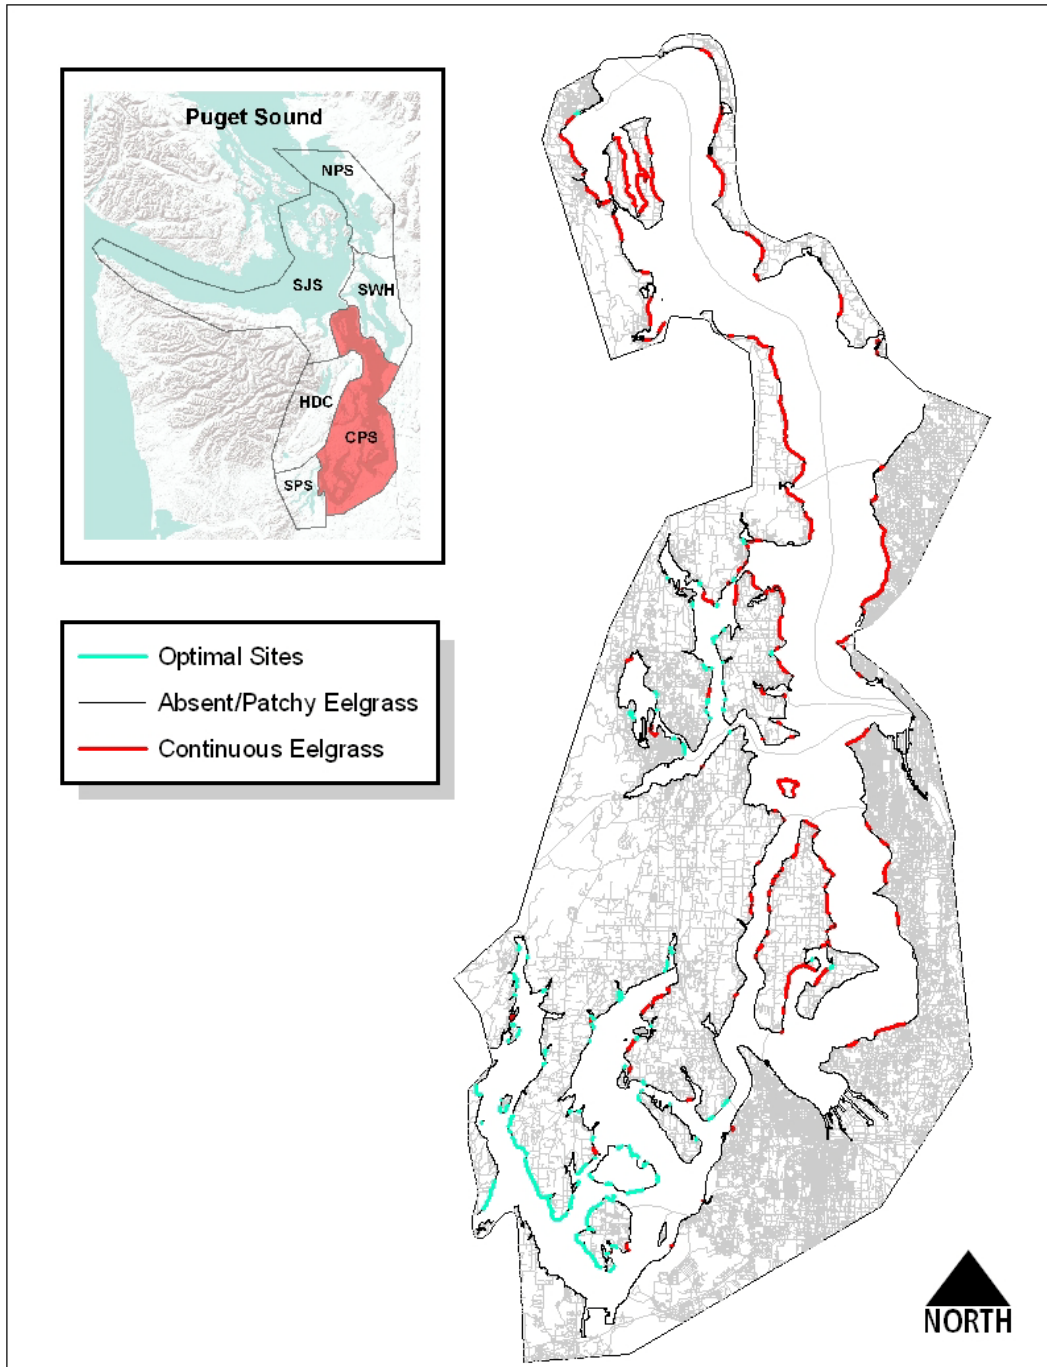 Puget Sound
NPS
SJS
SWH
HDC
CPS
SPS
Optimal Sites
Absent/Patchy Eelgrass
Continuous Eelgrass
NORTH